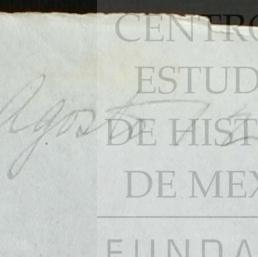 CENTRO
ESTUD
Agosto
DE HIST
DE MEX
FUNDA